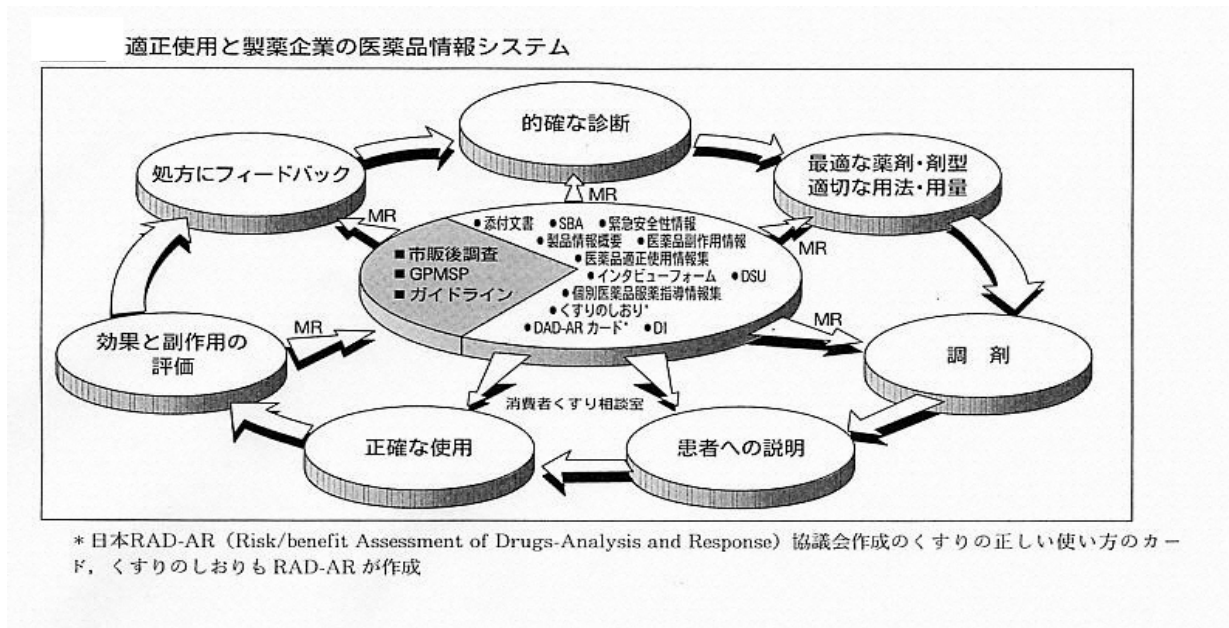 適正使用と製薬企業の医薬品情報システム
的確な診断
処方にフィードバック
最適な薬剤・剤型
適切な用法・用量
MR
MR
MR
●添付文書 ●SBA ●緊急安全性情報
●製品情報概要 ●医薬品副作用情報
●医薬品適正使用情報集
●インタビューフォーム ●DSU
●個別医薬品服薬指導情報集
●くすりのしおり*
●DAD-AR カード* ●DI
■市販後調査
■GPMSP
■ガイドライン
MR
MR
効果と副作用の
評価
調 剤
消費者くすり相談室
正確な使用
患者への説明
*日本RAD-AR（Risk/benefit Assessment of Drugs-Analysis and Response）協議会作成のくすりの正しい使い方のカー
ド，くすりのしおりも RAD-AR が作成